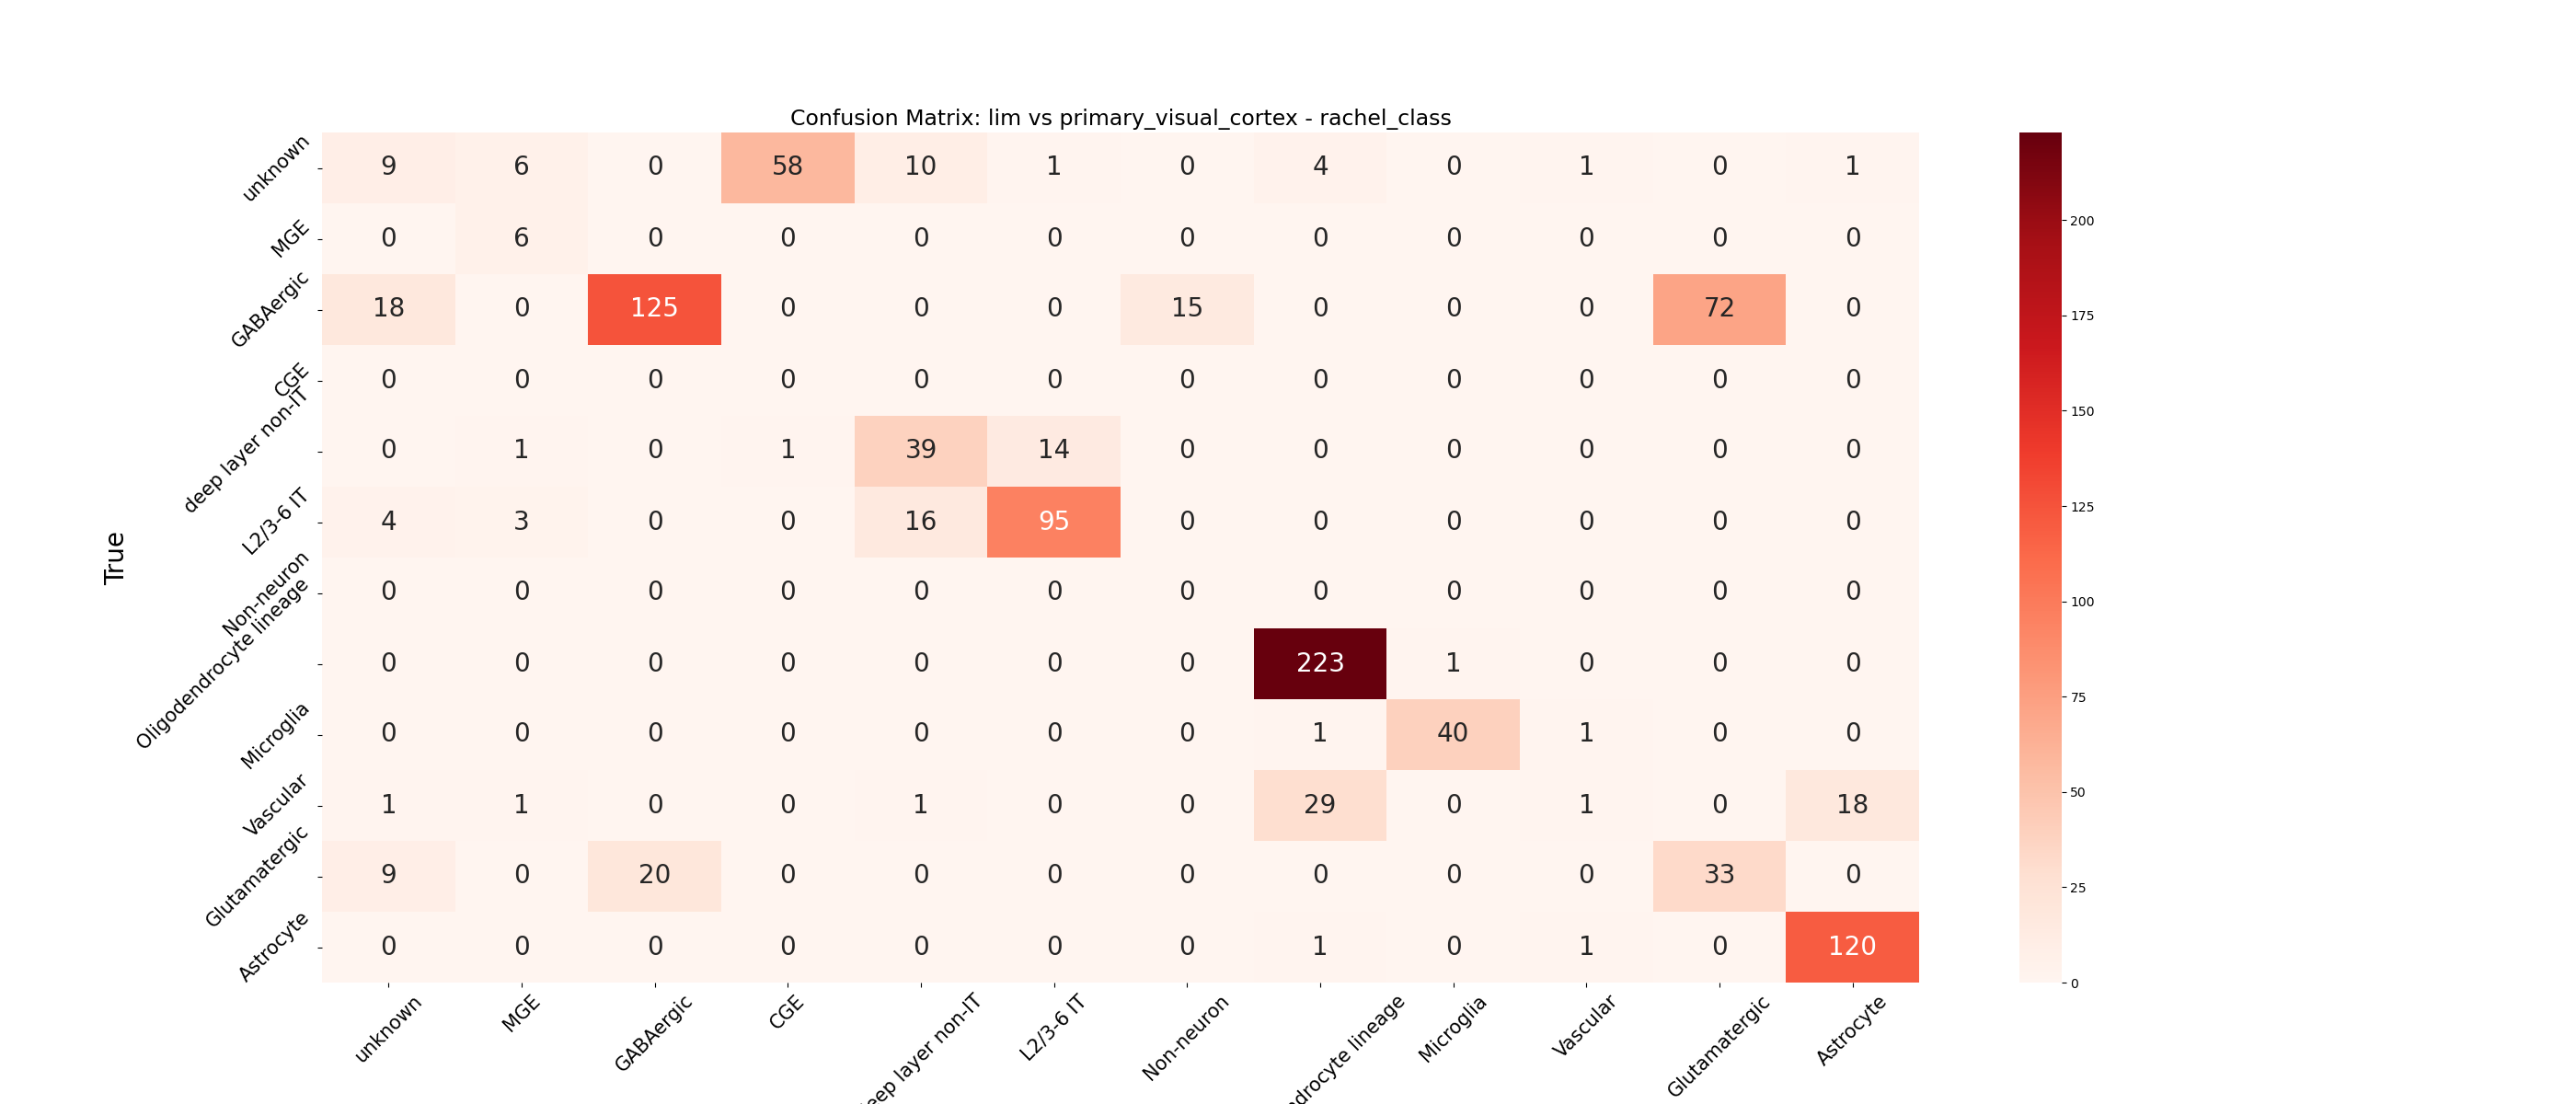 Confusion Matrix: lim vs primary_visual_cortex - rachel_class
unknown 9 6 0 58 10 1 0 4 0 1 0 1
MGE 0 6 0 0 0 0 0 0 0 0 0 0
GABAergic 18 0 125 0 0 0 15 0 0 0 72 0
CGE 0 0 0 0 0 0 0 0 0 0 0 0
deep layer non-IT 0 1 0 1 39 14 0 0 0 0 0 0
L2/3-6 IT 4 3 0 0 16 95 0 0 0 0 0 0
Non-neuron 0 0 0 0 0 0 0 0 0 0 0 0
Oligodendrocyte lineage 0 0 0 0 0 0 0 223 1 0 0 0
Microglia 0 0 0 0 0 0 0 1 40 1 0 0
Vascular 1 1 0 0 1 0 0 29 0 1 0 18
Glutamatergic 9 0 20 0 0 0 0 0 0 0 33 0
Astrocyte 0 0 0 0 0 0 0 1 0 1 0 120
True
unknown MGE GABAergic CGE eep layer non-IT L2/3-6 IT Non-neuron ndrocyte lineage Microglia Vascular Glutamatergic Astrocyte
200
175
150
125
100
75
50
25
0